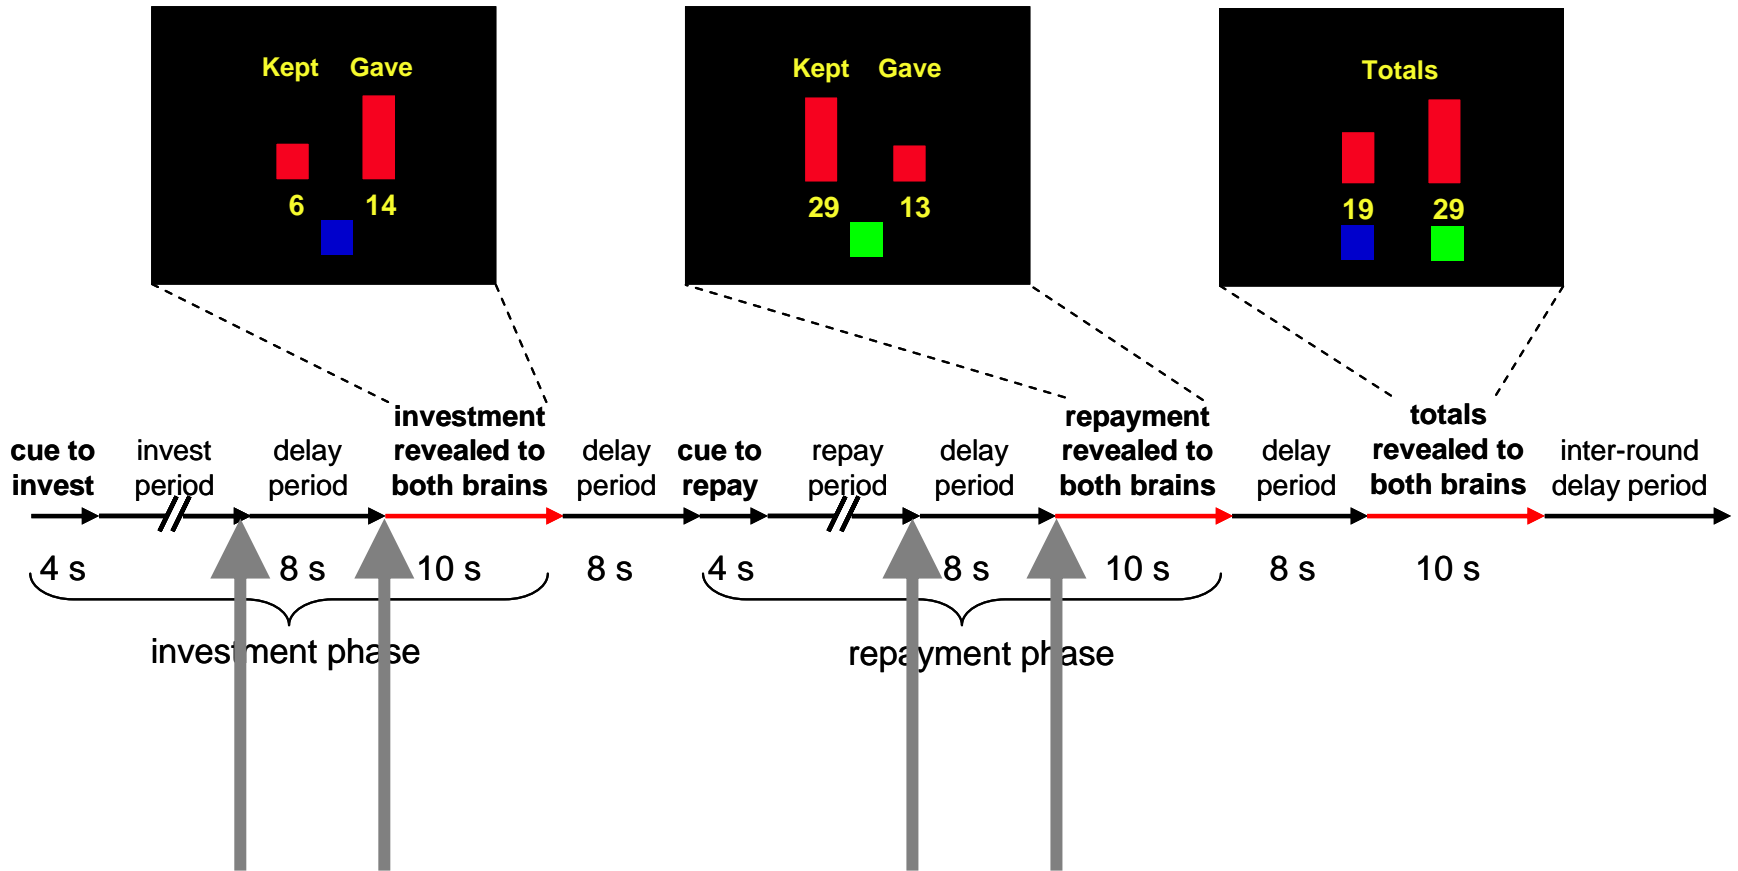 Kept Gave
6 14
Kept Gave
29 13
Totals
19 29
cue to
invest
invest
period
delay
period
investment
revealed to
both brains
delay
period
cue to
repay
repay
period
delay
period
repayment
revealed to
both brains
delay
period
totals
revealed to
both brains
inter-round
delay period
4 s 8 s 10 s 8 s 4 s 8 s 10 s 8 s 10 s
investment phase
repayment phase